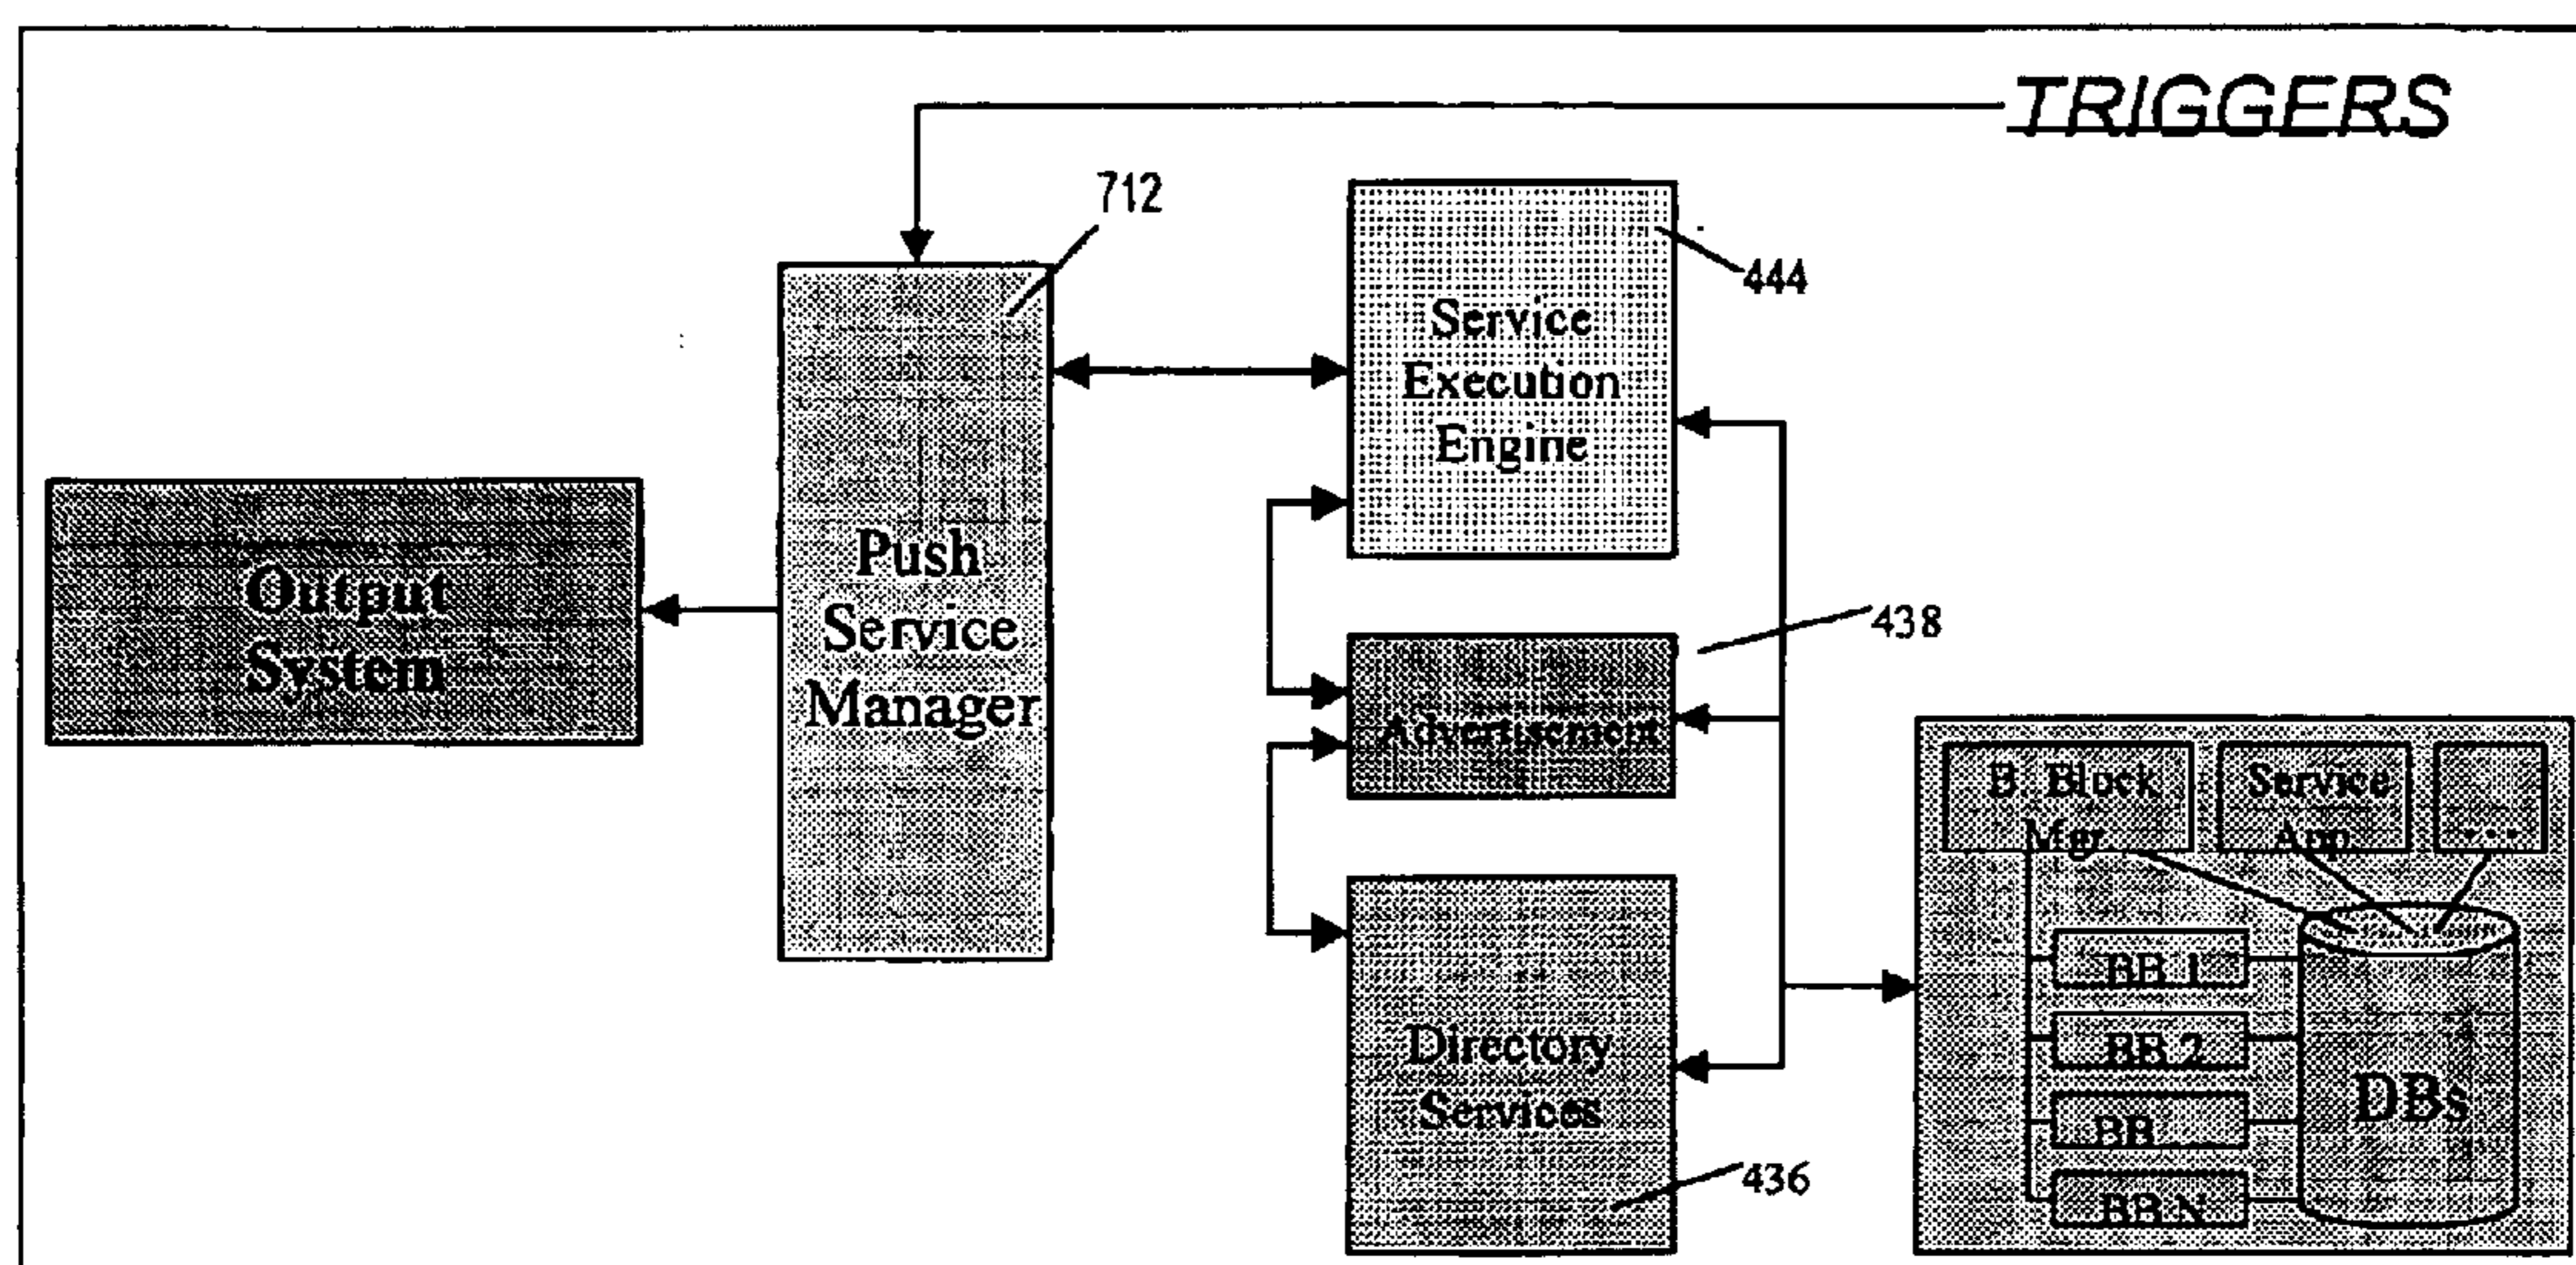 TRIGGERS
712
444
Service
Execution
Engine
Push
Service
Manager
Output
System
438
Advertisement
B. Block
Mgr
Service
App
...
BB 1
BB 2
BB
BB N
DBs
Directory
Services
436